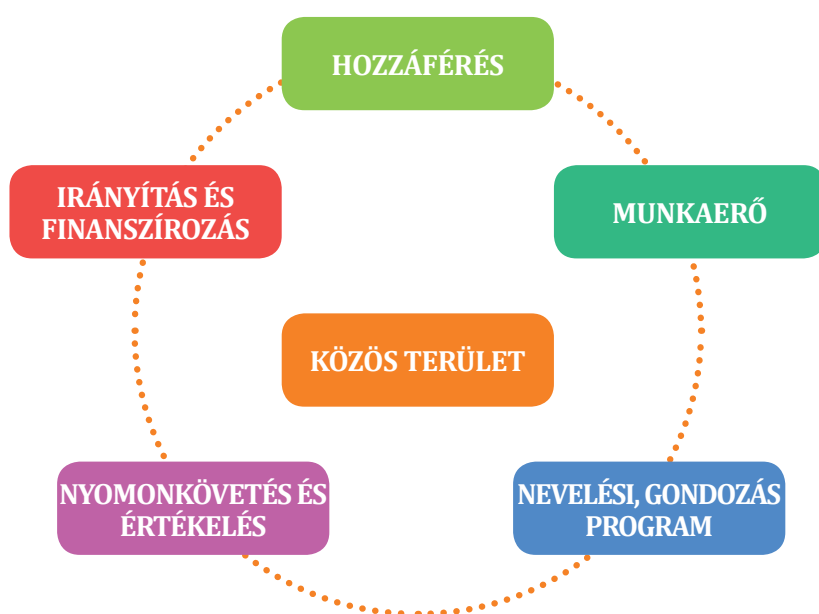 HOZZÁFÉRÉS
IRÁNYÍTÁS ÉS
FINANSZÍROZÁS
MUNKAERŐ
KÖZÖS TERÜLET
NYOMONKÖVETÉS ÉS
ÉRTÉKELÉS
NEVELÉSI, GONDOZÁS
PROGRAM